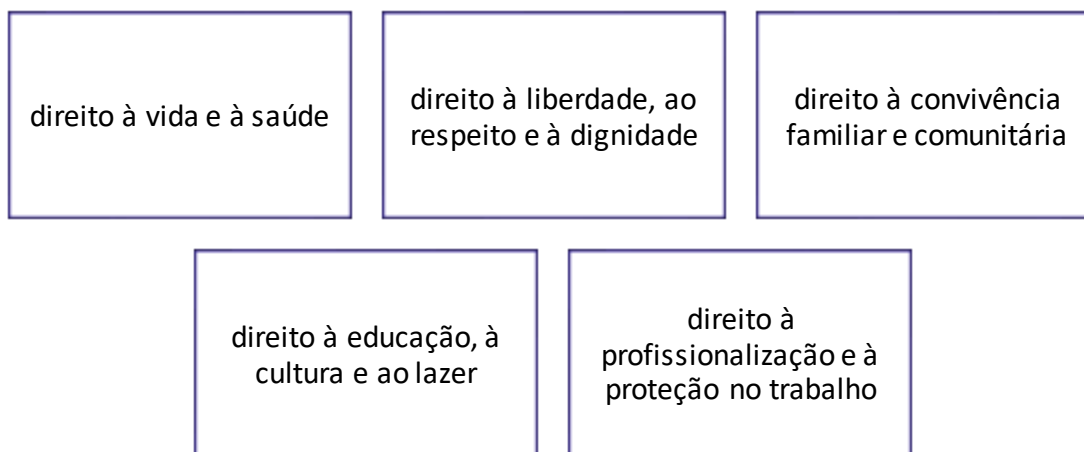 direito à vida e à saúde
direito à liberdade, ao
respeito e à dignidade
direito à convivência
familiar e comunitária
direito à educação, à
cultura e ao lazer
direito à
profissionalização e à
proteção no trabalho